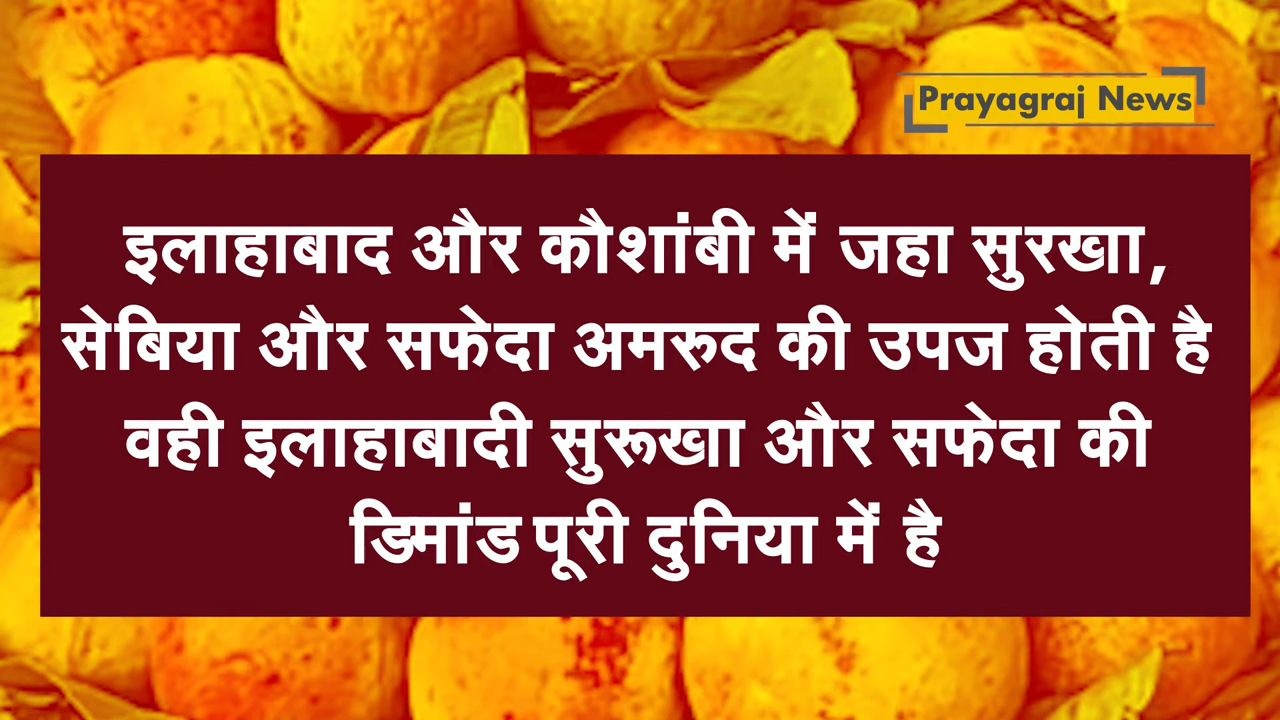 Prayagraj News
इलाहाबाद और कौशांबी में जहा सुरखा,
सेबिया और सफेदा अमरूद की उपज होती है
वही इलाहाबादी सुरूखा और सफेदा की
डिमांड पूरी दुनिया में है